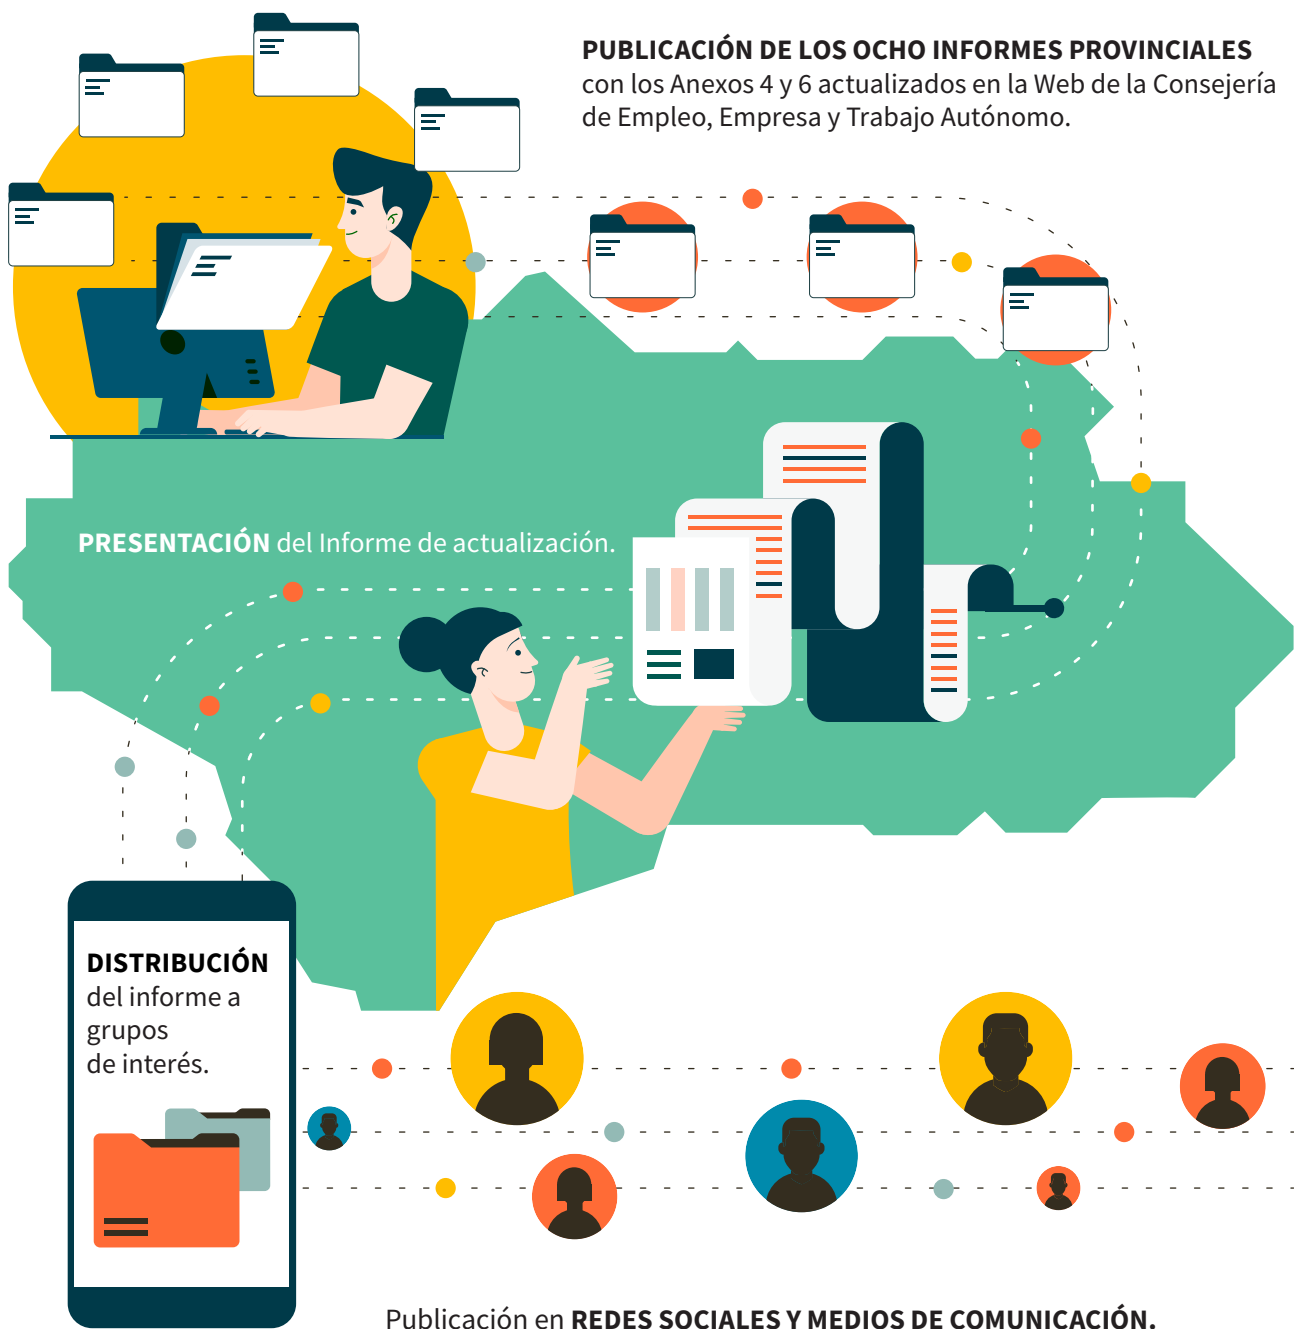 PUBLICACIÓN DE LOS OCHO INFORMES PROVINCIALES
con los Anexos 4 y 6 actualizados en la Web de la Consejería
de Empleo, Empresa y Trabajo Autónomo.
PRESENTACIÓN del Informe de actualización.
DISTRIBUCIÓN
del informe a
grupos
de interés.
Publicación en REDES SOCIALES Y MEDIOS DE COMUNICACIÓN.